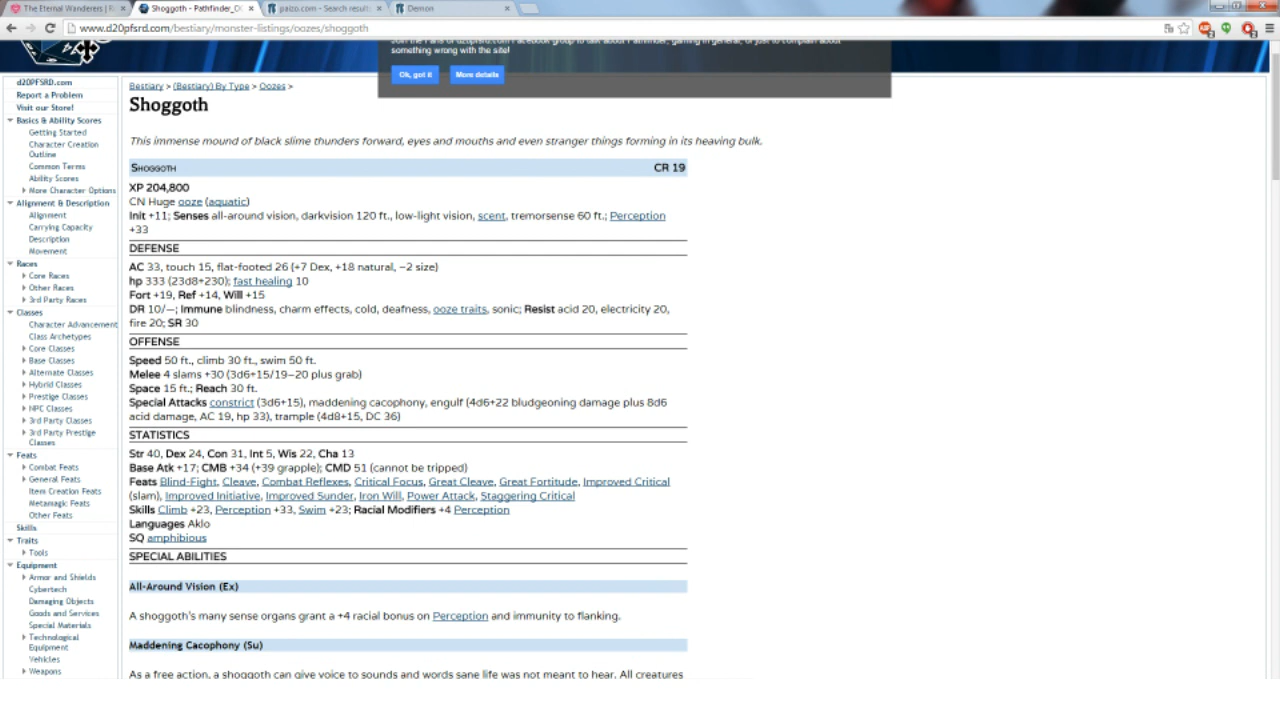 The Eternal Wanderers | R
Shoggoth - Pathfinder_O
paizo.com - Search result
Demon
www.d20pfsrd.com/bestiary/monster-listings/oozes/shoggoth
something wrong with the site!
Ok, got it
More details
d20PFSRD.com
Report a Problem
Visit our Store!
Basics & Ability Scores
Getting Started
Character Creation
Outline
Common Terms
Ability Scores
More Character Options
Alignment & Description
Alignment
Carrying Capacity
Description
Movement
Races
Core Races
Other Races
3rd Party Races
Classes
Character Advancement
Class Archetypes
Core Classes
Base Classes
Alternate Classes
Hybrid Classes
Prestige Classes
NPC Classes
3rd Party Classes
3rd Party Prestige
Classes
Feats
Combat Feats
General Feats
Item Creation Feats
Metamagic Feats
Other Feats
Skills
Traits
Tools
Equipment
Armor and Shields
Cybertech
Damaging Objects
Goods and Services
Special Materials
Technological
Equipment
Vehicles
Weapons
Bestiary > (Bestiary) By Type > Oozes >
Shoggoth
This immense mound of black slime thunders forward, eyes and mouths and even stranger things forming in its heaving bulk.
Shoggoth CR 19
XP 204,800
CN Huge ooze (aquatic)
Init +11; Senses all-around vision, darkvision 120 ft., low-light vision, scent, tremorsense 60 ft.; Perception
+33
DEFENSE
AC 33, touch 15, flat-footed 26 (+7 Dex, +18 natural, −2 size)
hp 333 (23d8+230); fast healing 10
Fort +19, Ref +14, Will +15
DR 10/—; Immune blindness, charm effects, cold, deafness, ooze traits, sonic; Resist acid 20, electricity 20,
fire 20; SR 30
OFFENSE
Speed 50 ft., climb 30 ft., swim 50 ft.
Melee 4 slams +30 (3d6+15/19–20 plus grab)
Space 15 ft.; Reach 30 ft.
Special Attacks constrict (3d6+15), maddening cacophony, engulf (4d6+22 bludgeoning damage plus 8d6
acid damage, AC 19, hp 33), trample (4d8+15, DC 36)
STATISTICS
Str 40, Dex 24, Con 31, Int 5, Wis 22, Cha 13
Base Atk +17; CMB +34 (+39 grapple); CMD 51 (cannot be tripped)
Feats Blind-Fight, Cleave, Combat Reflexes, Critical Focus, Great Cleave, Great Fortitude, Improved Critical
(slam), Improved Initiative, Improved Sunder, Iron Will, Power Attack, Staggering Critical
Skills Climb +23, Perception +33, Swim +23; Racial Modifiers +4 Perception
Languages Aklo
SQ amphibious
SPECIAL ABILITIES
All-Around Vision (Ex)
A shoggoth's many sense organs grant a +4 racial bonus on Perception and immunity to flanking.
Maddening Cacophony (Su)
As a free action, a shoggoth can give voice to sounds and words sane life was not meant to hear. All creatures